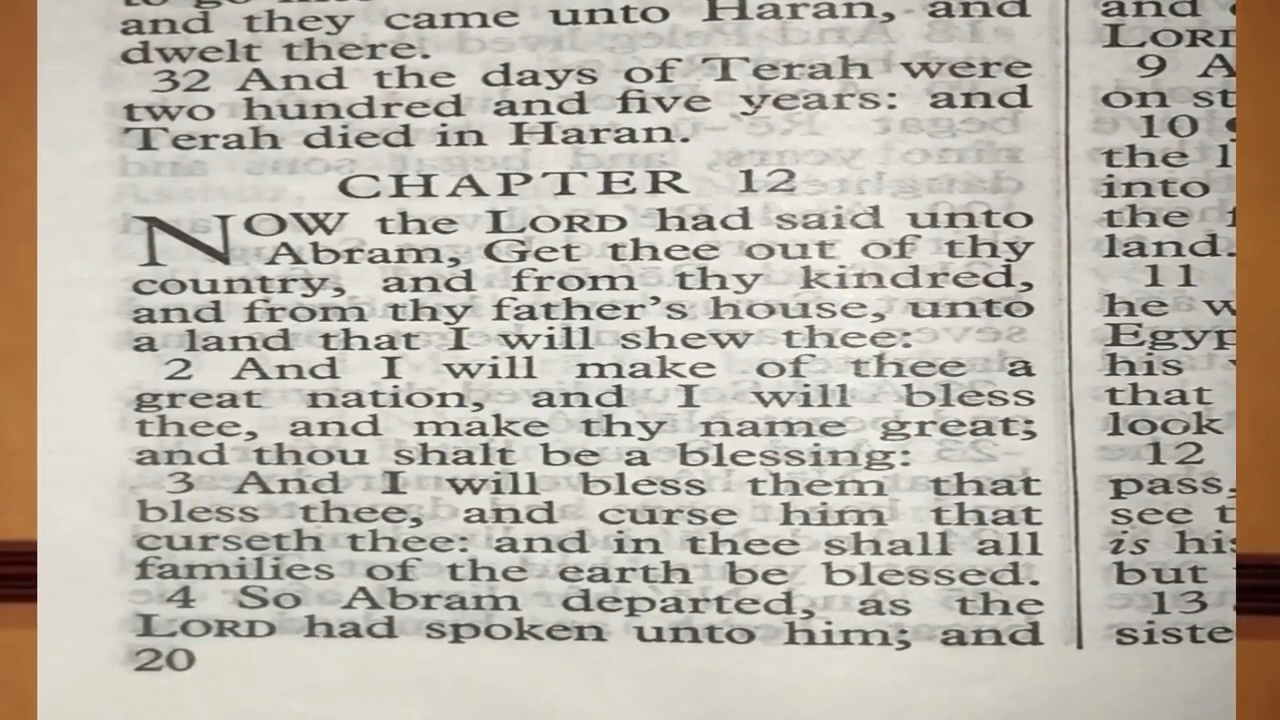 and they came unto Haran, and
dwelt there.
32 And the days of Terah were
two hundred and five years: and
Terah died in Haran.
CHAPTER 12
NOW the LORD had said unto
Abram, Get thee out of thy
country, and from thy kindred,
and from thy father's house, unto
a land that I will shew thee:
2 And I will make of thee a
great nation, and I will bless
thee, and make thy name great;
and thou shalt be a blessing:
3 And I will bless them that
bless thee, and curse him that
curseth thee: and in thee shall all
families of the earth be blessed.
4 So Abram departed, as the
LORD had spoken unto him; and
20
and
LORD
9 A
on st
10
the l
into
the
land.
11
he w
Egyp
his
that
look
12
pass,
see t
is his
but
13
siste